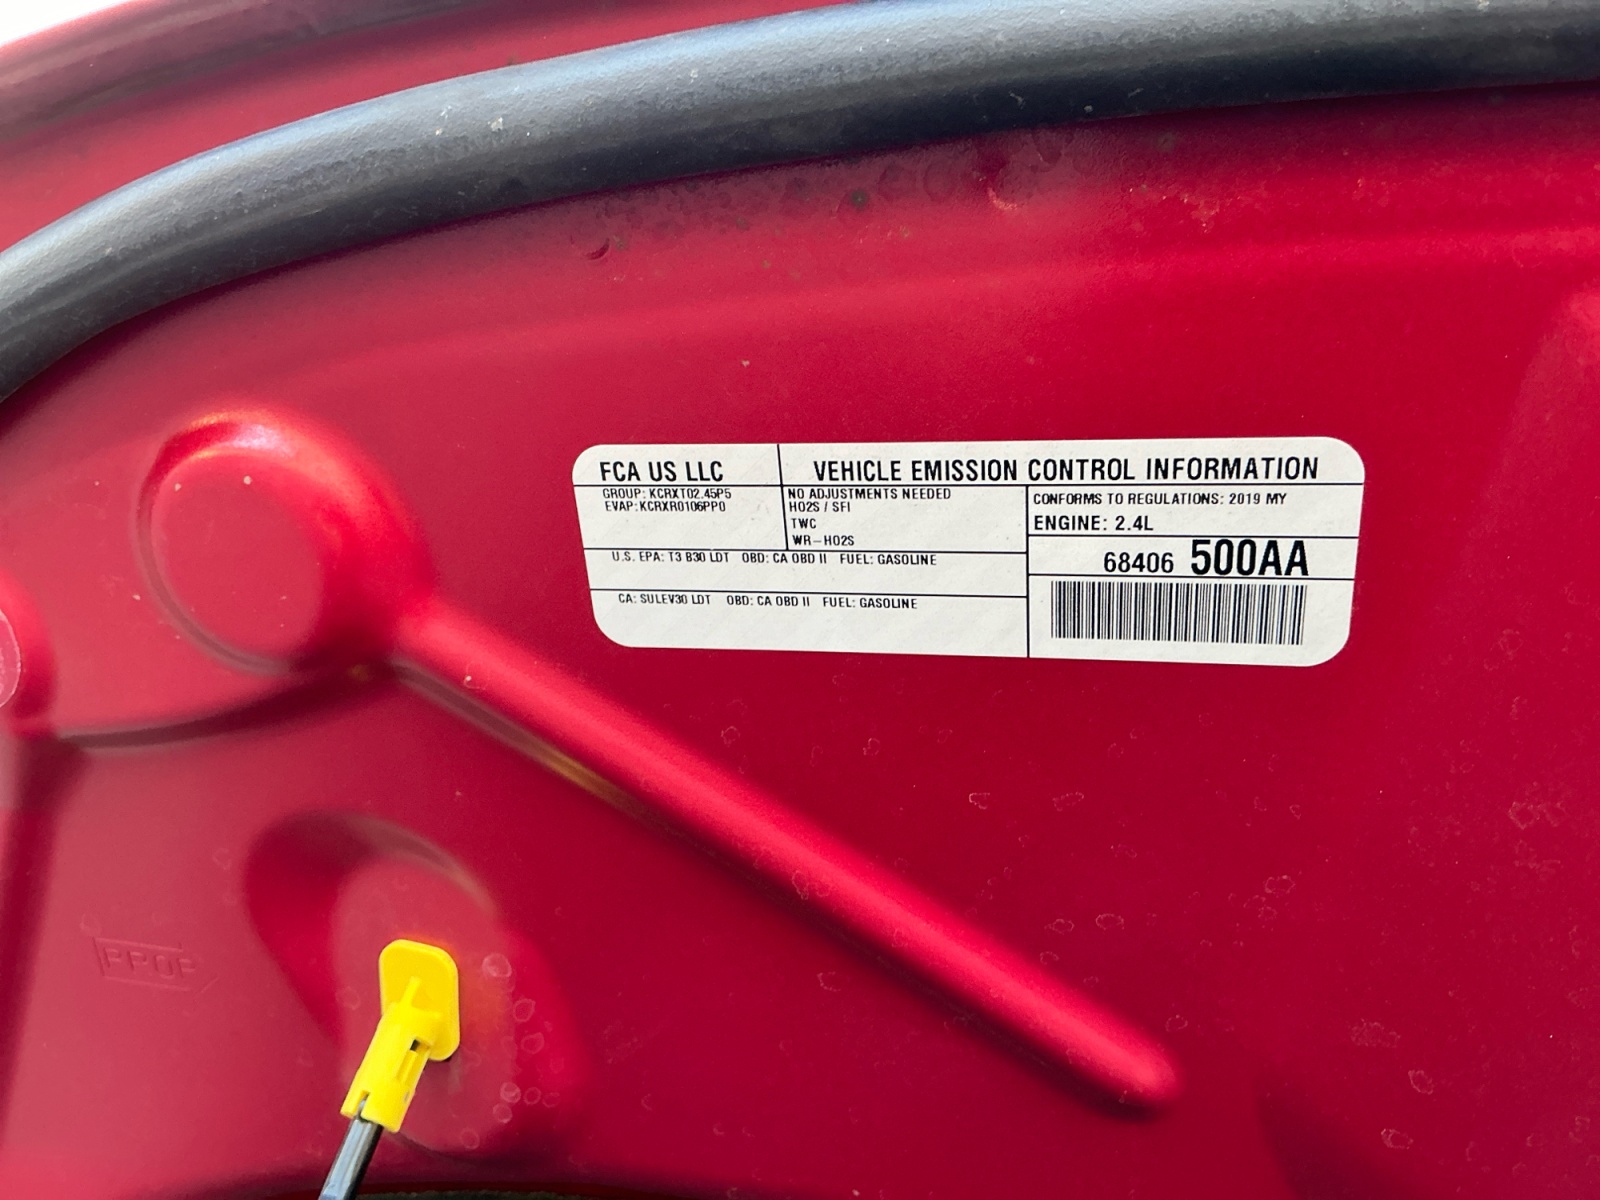 FCA US LLC
VEHICLE EMISSION CONTROL INFORMATION
GROUP: KCRXT02.45P5
EVAP: KCRXR0106PP0
NO ADJUSTMENTS NEEDED
HO2S / SFI
TWC
WR-HO2S
CONFORMS TO REGULATIONS: 2019 MY
ENGINE: 2.4L
68406 500AA
U.S. EPA: T3 B30 LDT OBD: CA OBD II FUEL: GASOLINE
CA: SULEV30 LDT OBD: CA OBD II FUEL: GASOLINE